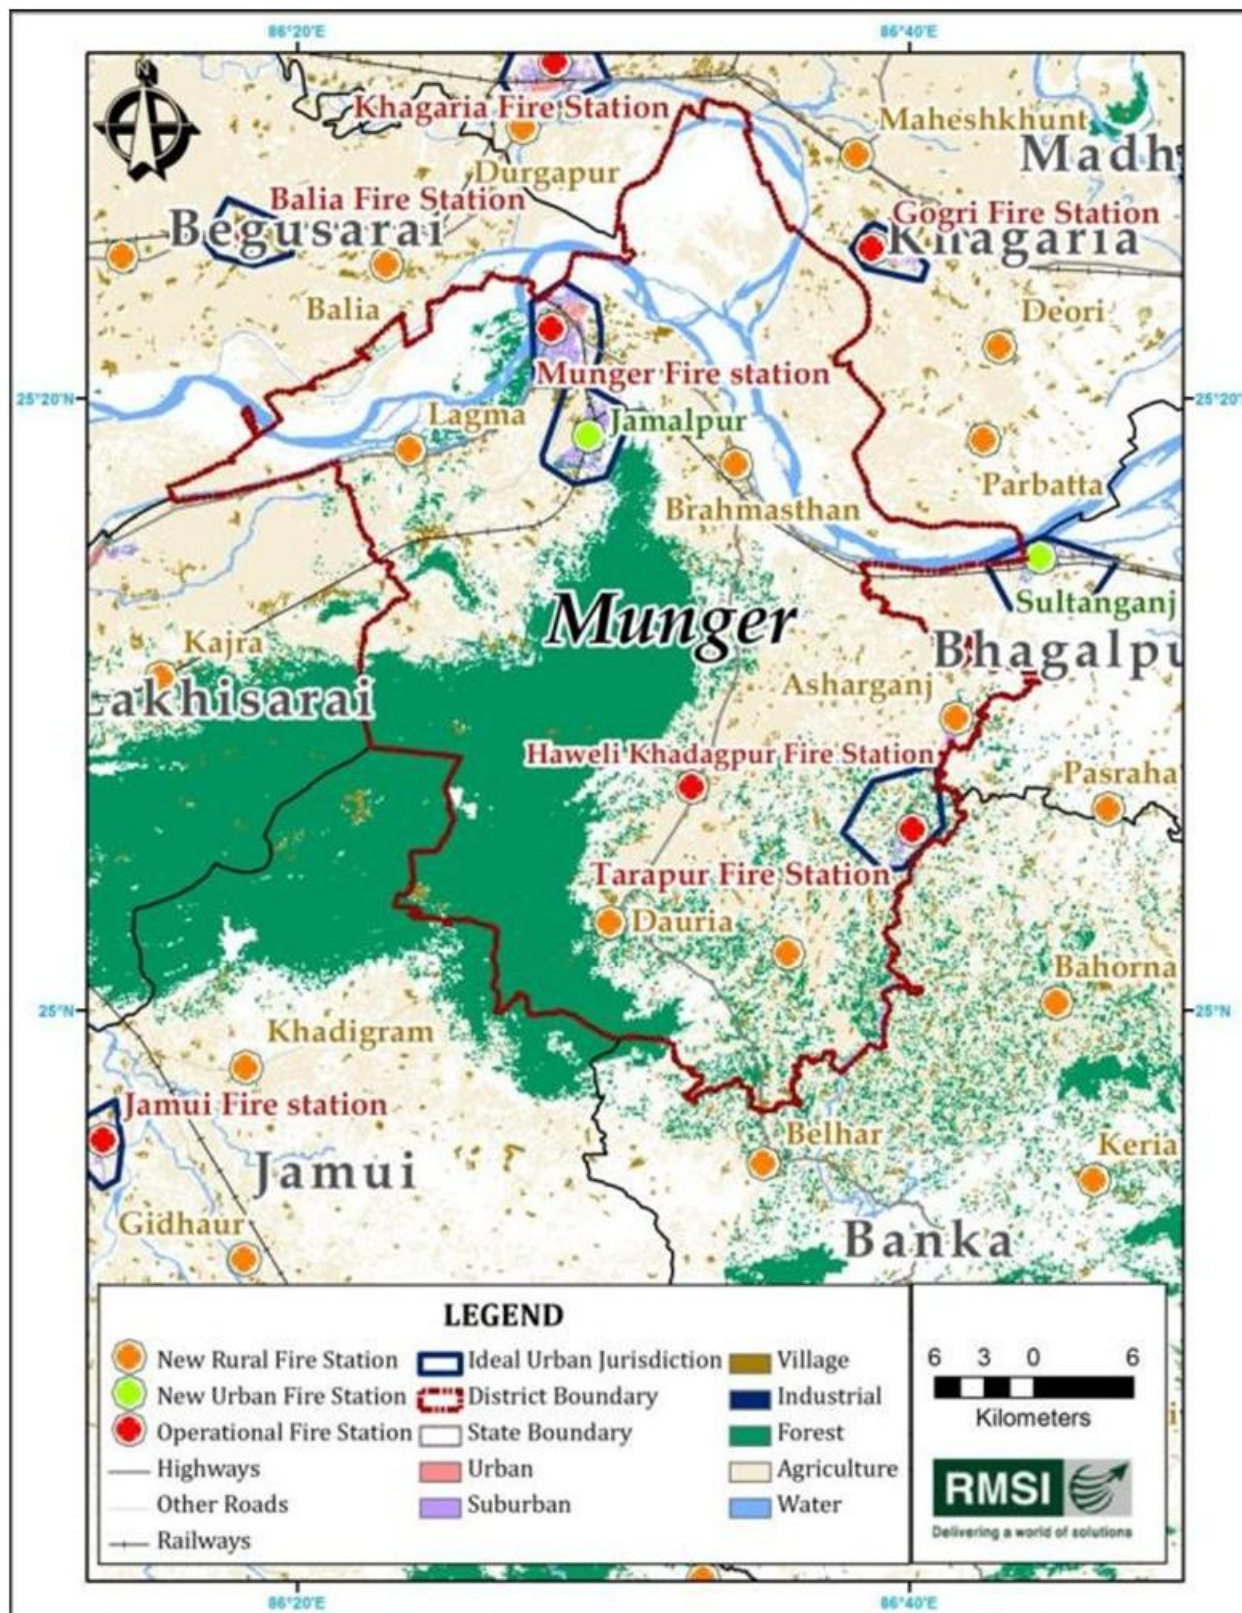 86°20'E 86°40'E
N
Khagaria Fire Station
Maheshkhunt
Madh
Durgapur
Balia Fire Station
Gogri Fire Station
Begusarai
Khagaria
Balia
Deori
Munger Fire station
25°20'N 25°20'
Lagma
Jamalpur
Parbatta
Brahmasthan
Munger
Sultanganj
Kajra
Bhagalpu
Asharganj
Lakhisarai
Haweli Khadagpur Fire Station
Pasraha
Tarapur Fire Station
Dauria
Bahorna
25°N 25°N
Khadigram
Jamui Fire station
Belhar
Keria
Jamui
Gidhaur
Banka
LEGEND
New Rural Fire Station
New Urban Fire Station
Operational Fire Station
Highways
Other Roads
Railways
Ideal Urban Jurisdiction
District Boundary
State Boundary
Urban
Suburban
Village
Industrial
Forest
Agriculture
Water
6 3 0 6
Kilometers
RMSI
Delivering a world of solutions
86°20'E 86°40'E